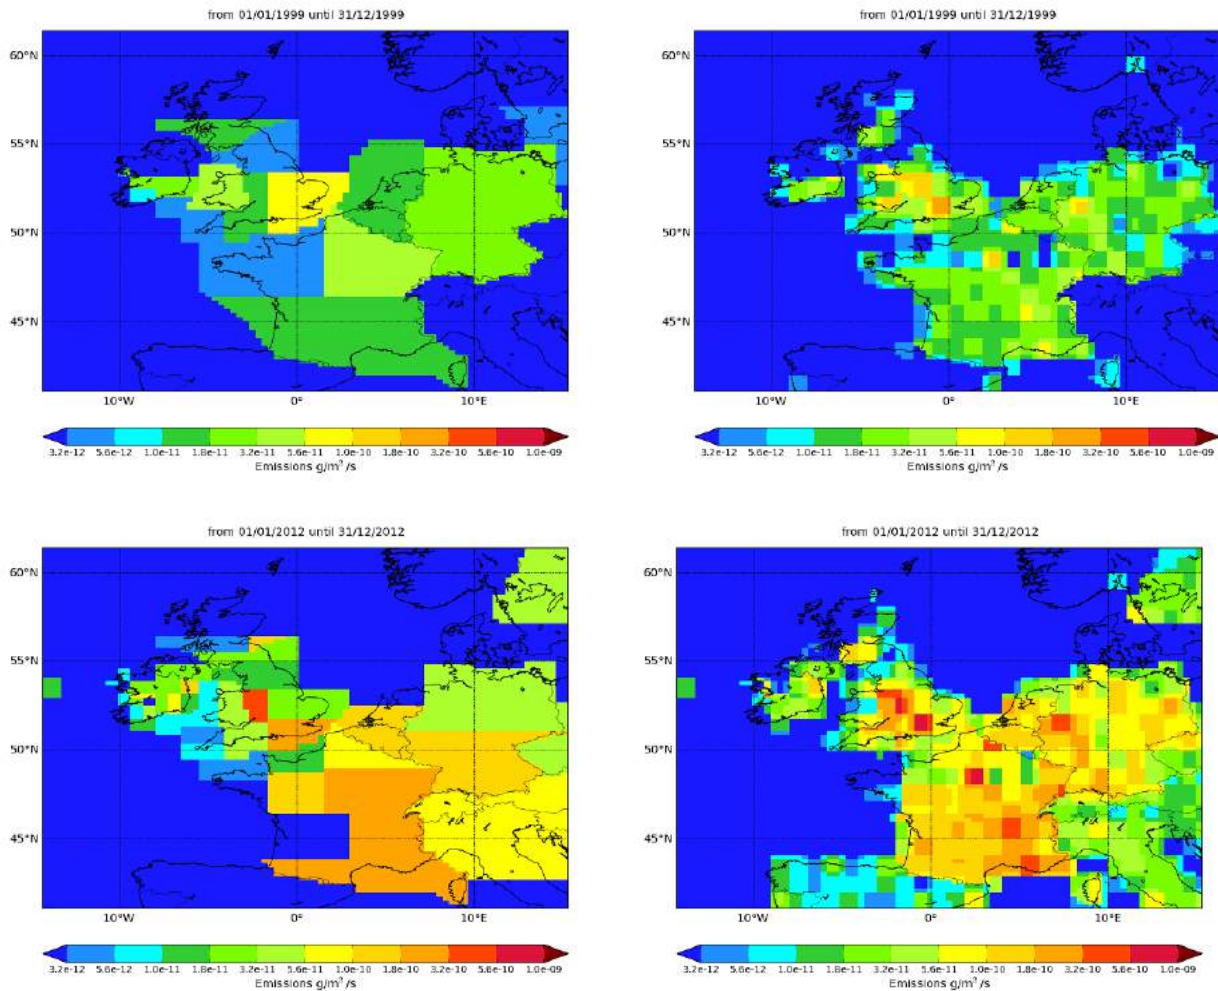 from 01/01/1999 until 31/12/1999
60°N
55°N
50°N
45°N
10°W 0° 10°E
3.2e-12 5.6e-12 1.0e-11 1.8e-11 3.2e-11 5.6e-11 1.0e-10 1.8e-10 3.2e-10 5.6e-10 1.0e-09
Emissions g/m²/s
from 01/01/1999 until 31/12/1999
60°N
55°N
50°N
45°N
10°W 0° 10°E
3.2e-12 5.6e-12 1.0e-11 1.8e-11 3.2e-11 5.6e-11 1.0e-10 1.8e-10 3.2e-10 5.6e-10 1.0e-09
Emissions g/m²/s
from 01/01/2012 until 31/12/2012
60°N
55°N
50°N
45°N
10°W 0° 10°E
3.2e-12 5.6e-12 1.0e-11 1.8e-11 3.2e-11 5.6e-11 1.0e-10 1.8e-10 3.2e-10 5.6e-10 1.0e-09
Emissions g/m²/s
from 01/01/2012 until 31/12/2012
60°N
55°N
50°N
45°N
10°W 0° 10°E
3.2e-12 5.6e-12 1.0e-11 1.8e-11 3.2e-11 5.6e-11 1.0e-10 1.8e-10 3.2e-10 5.6e-10 1.0e-09
Emissions g/m²/s